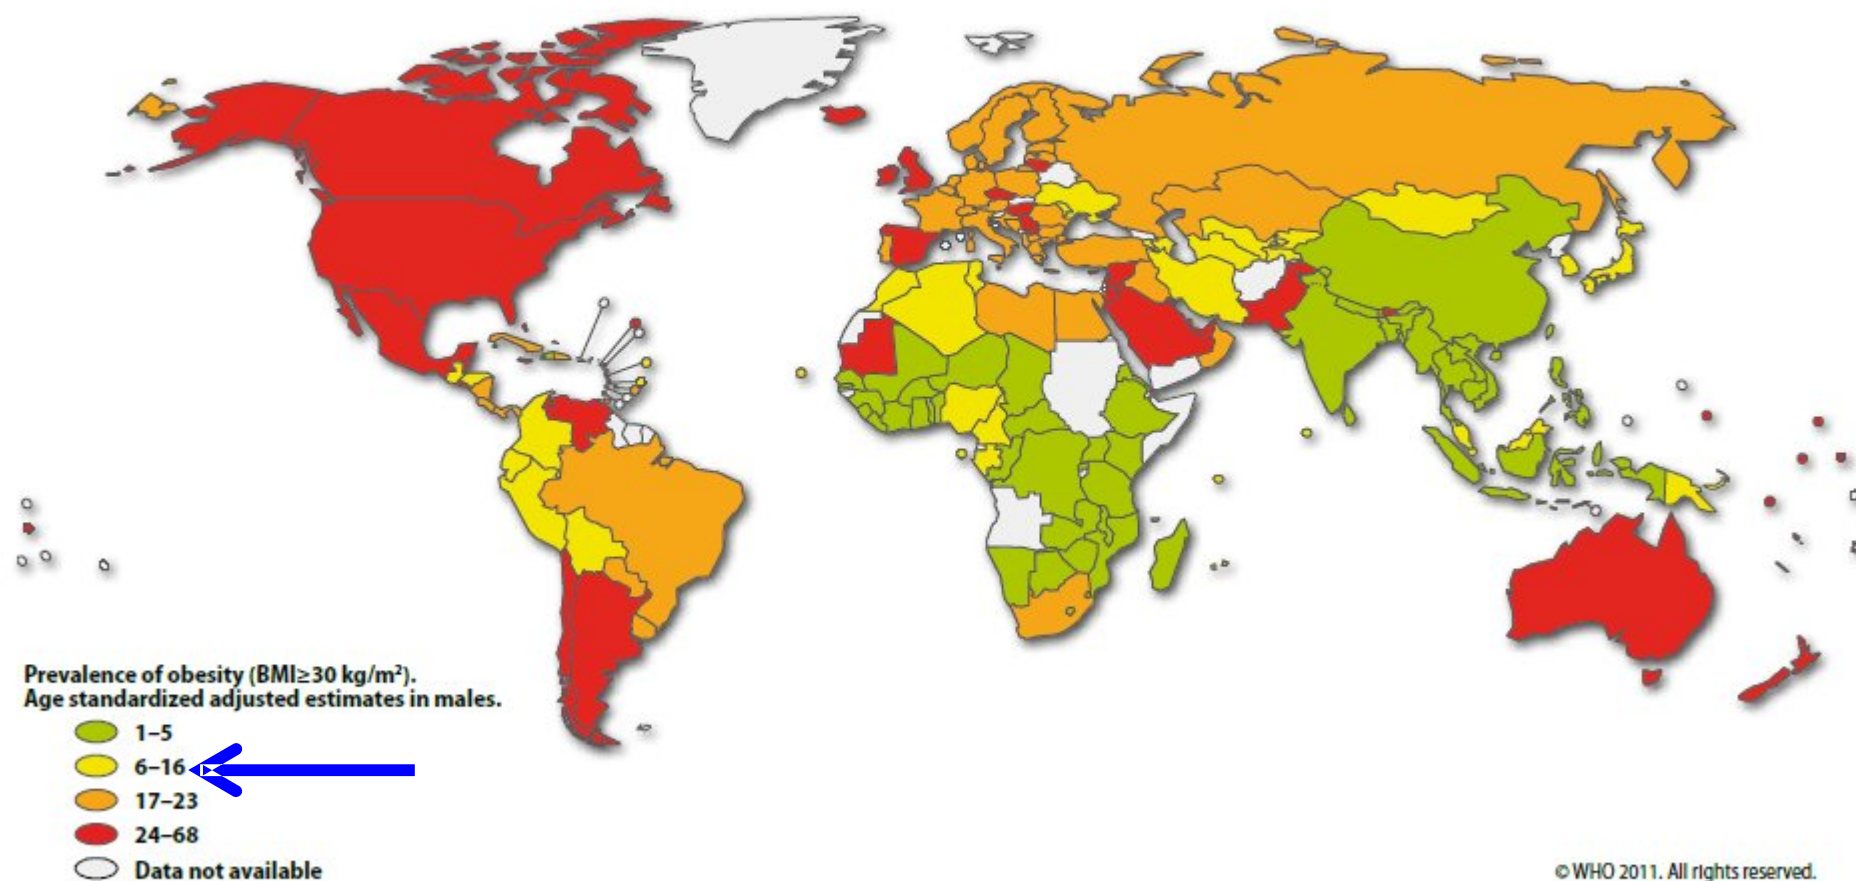 Prevalence of obesity (BMI≥30 kg/m²).
Age standardized adjusted estimates in males.
1–5
6–16
17–23
24–68
Data not available
© WHO 2011. All rights reserved.